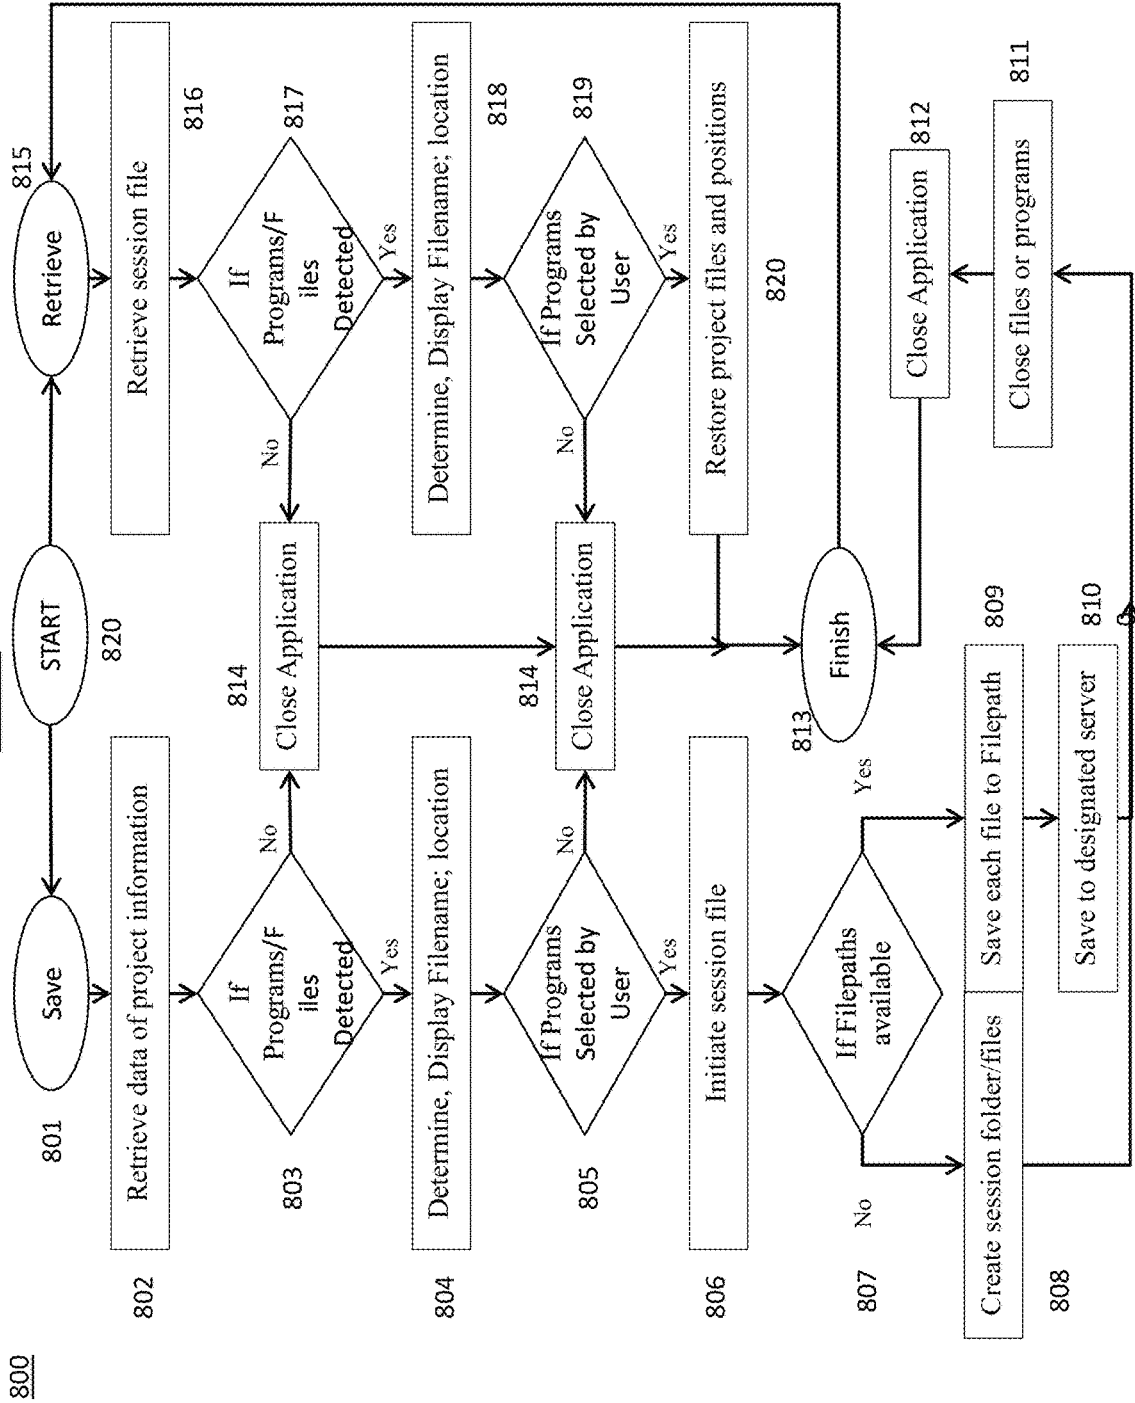 800
START
820
Save
801
Retrieve
815
Retrieve data of project information
802
Retrieve session file
816
If
Programs/F
iles
Detected
803
No
Yes
Close Application
814
If
Programs/F
iles
Detected
817
No
Yes
Determine, Display Filename; location
804
Determine, Display Filename; location
818
If Programs
Selected by
User
805
No
Yes
Close Application
814
If Programs
Selected by
User
819
No
Yes
Initiate session file
806
Restore project files and positions
820
If Filepaths
available
807
No
Yes
813
Finish
Close Application
812
Create session folder/files
808
Save each file to Filepath
809
Close files or programs
811
Save to designated server
810